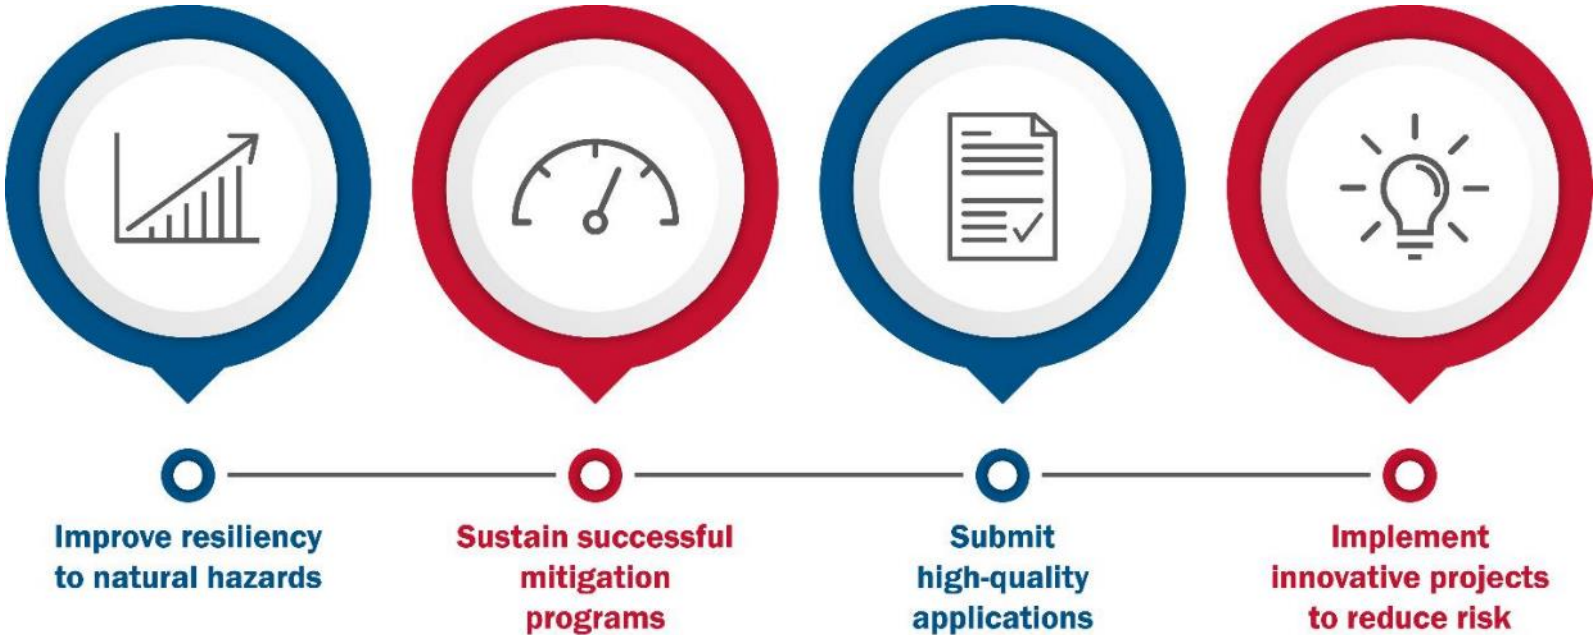 Improve resiliency
to natural hazards
Sustain successful
mitigation
programs
Submit
high-quality
applications
Implement
innovative projects
to reduce risk